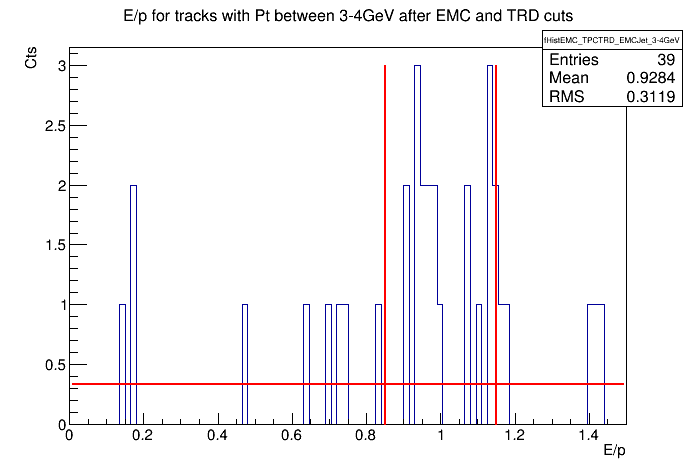 E/p for tracks with Pt between 3-4GeV after EMC and TRD cuts
fHistEMC_TPCTRD_EMCJet_3-4GeV
Entries 39
Mean 0.9284
RMS 0.3119
Cts
3
2.5
2
1.5
1
0.5
0
0 0.2 0.4 0.6 0.8 1 1.2 1.4
E/p